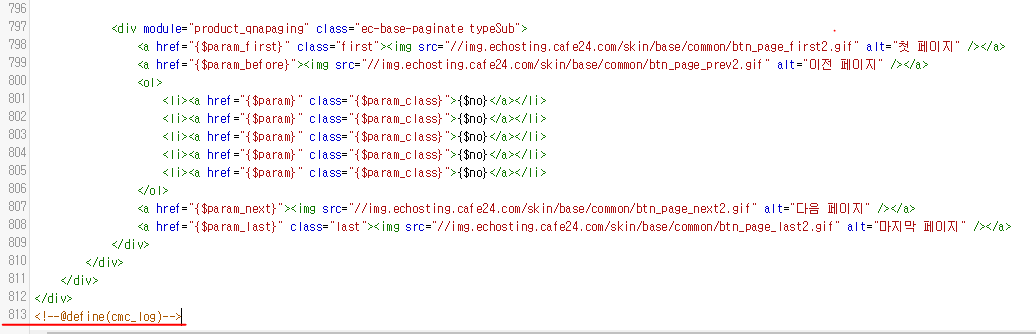 796
797 <div module="product_qnapaging" class="ec-base-paginate typeSub">
798 <a href="{$param_first}" class="first"><img src="//img.echosting.cafe24.com/skin/base/common/btn_page_first2.gif" alt="첫 페이지" /></a>
799 <a href="{$param_before}"><img src="//img.echosting.cafe24.com/skin/base/common/btn_page_prev2.gif" alt="이전 페이지" /></a>
800 <ol>
801 <li><a href="{$param}" class="{$param_class}">{$no}</a></li>
802 <li><a href="{$param}" class="{$param_class}">{$no}</a></li>
803 <li><a href="{$param}" class="{$param_class}">{$no}</a></li>
804 <li><a href="{$param}" class="{$param_class}">{$no}</a></li>
805 <li><a href="{$param}" class="{$param_class}">{$no}</a></li>
806 </ol>
807 <a href="{$param_next}"><img src="//img.echosting.cafe24.com/skin/base/common/btn_page_next2.gif" alt="다음 페이지" /></a>
808 <a href="{$param_last}" class="last"><img src="//img.echosting.cafe24.com/skin/base/common/btn_page_last2.gif" alt="마지막 페이지" /></a>
809 </div>
810 </div>
811 </div>
812 </div>
813 <!--@define(cmc_log)-->